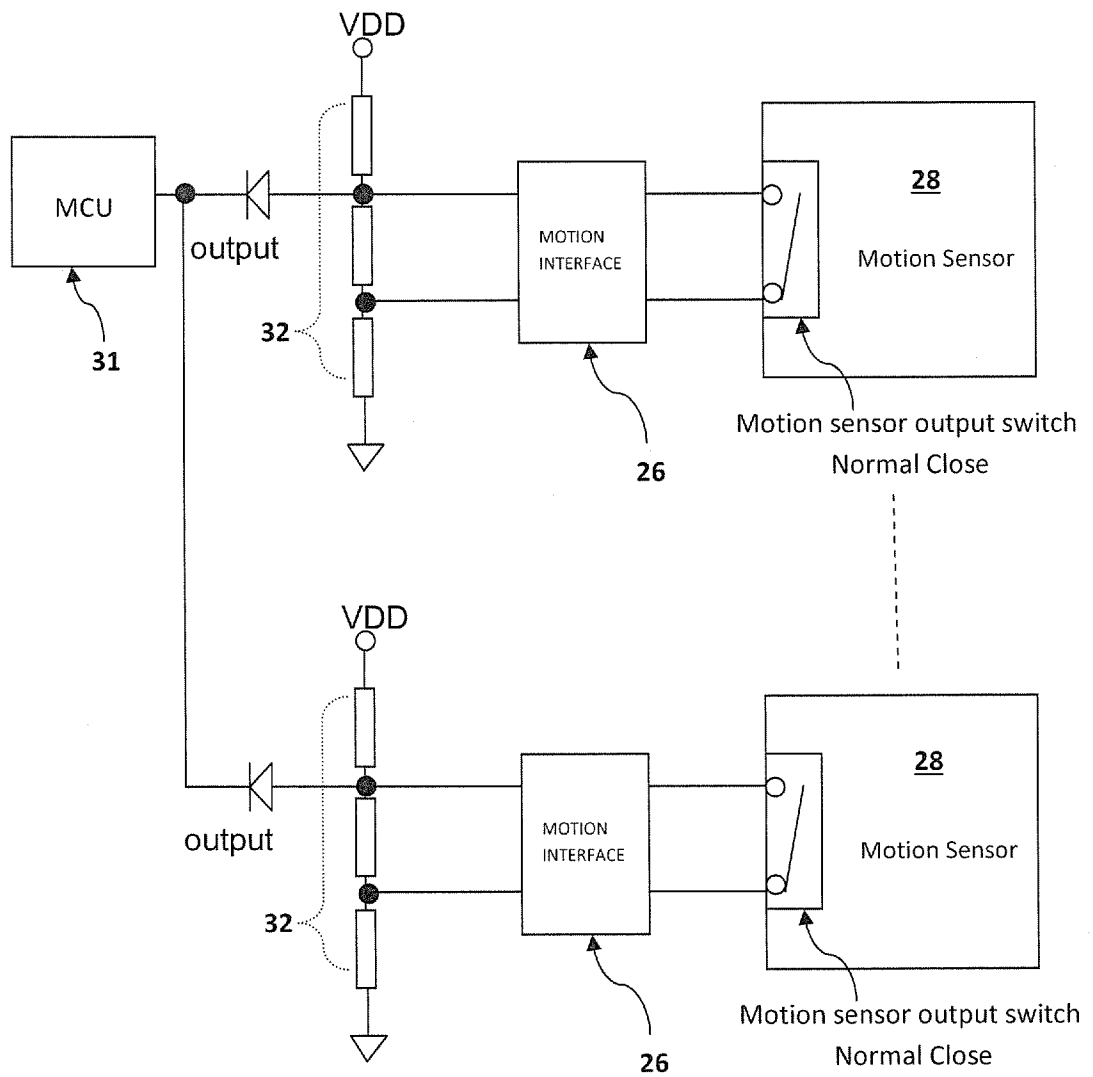 VDD
MCU
output
31
32
MOTION
INTERFACE
26
28
Motion Sensor
Motion sensor output switch
Normal Close
VDD
output
32
MOTION
INTERFACE
26
28
Motion Sensor
Motion sensor output switch
Normal Close